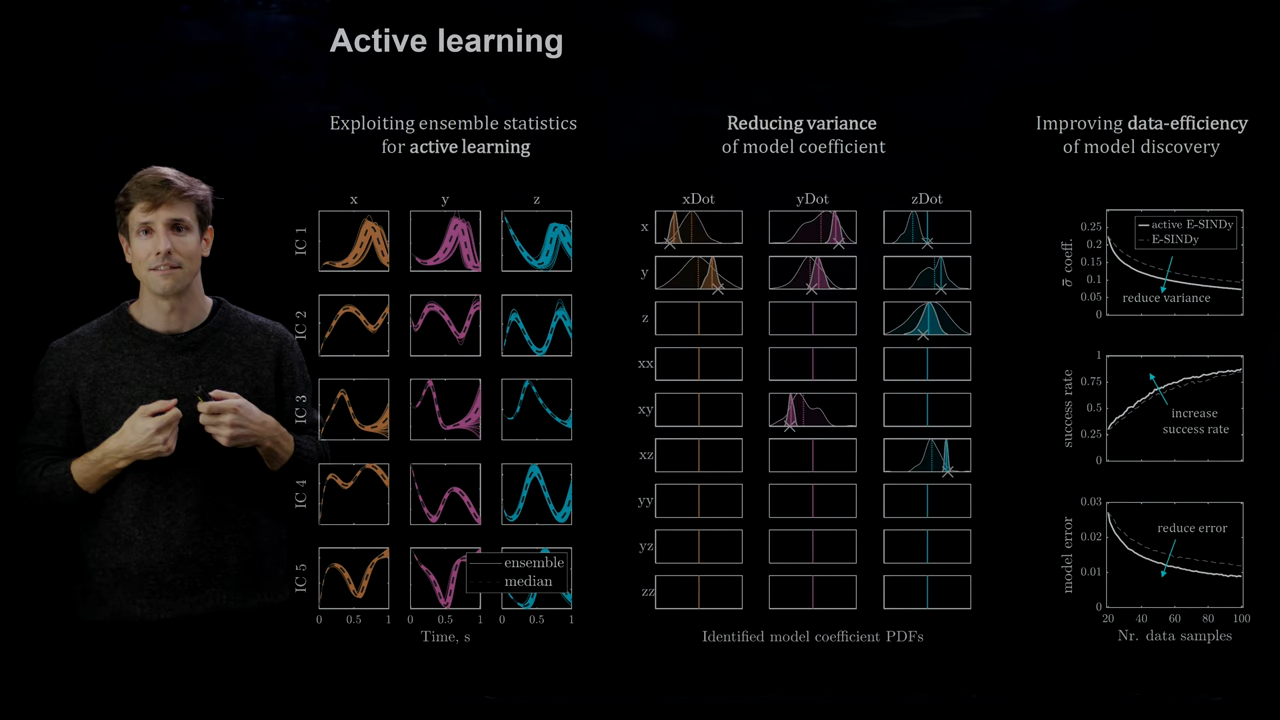 Active learning
Exploiting ensemble statistics
for active learning
x y z
IC 1
IC 2
IC 3
IC 4
IC 5
ensemble
median
0 0.5 1 0 0.5 1 0 0.5 1
Time, s
Reducing variance
of model coefficient
xDot yDot zDot
x
y
z
xx
xy
xz
yy
yz
zz
Identified model coefficient PDFs
Improving data-efficiency
of model discovery
σ̅ coeff.
0.25
0.2
0.15
0.1
0.05
0
active E-SINDy
E-SINDy
reduce variance
success rate
1
0.75
0.5
0.25
0
increase
success rate
model error
0.03
0.02
0.01
0
reduce error
20 40 60 80 100
Nr. data samples